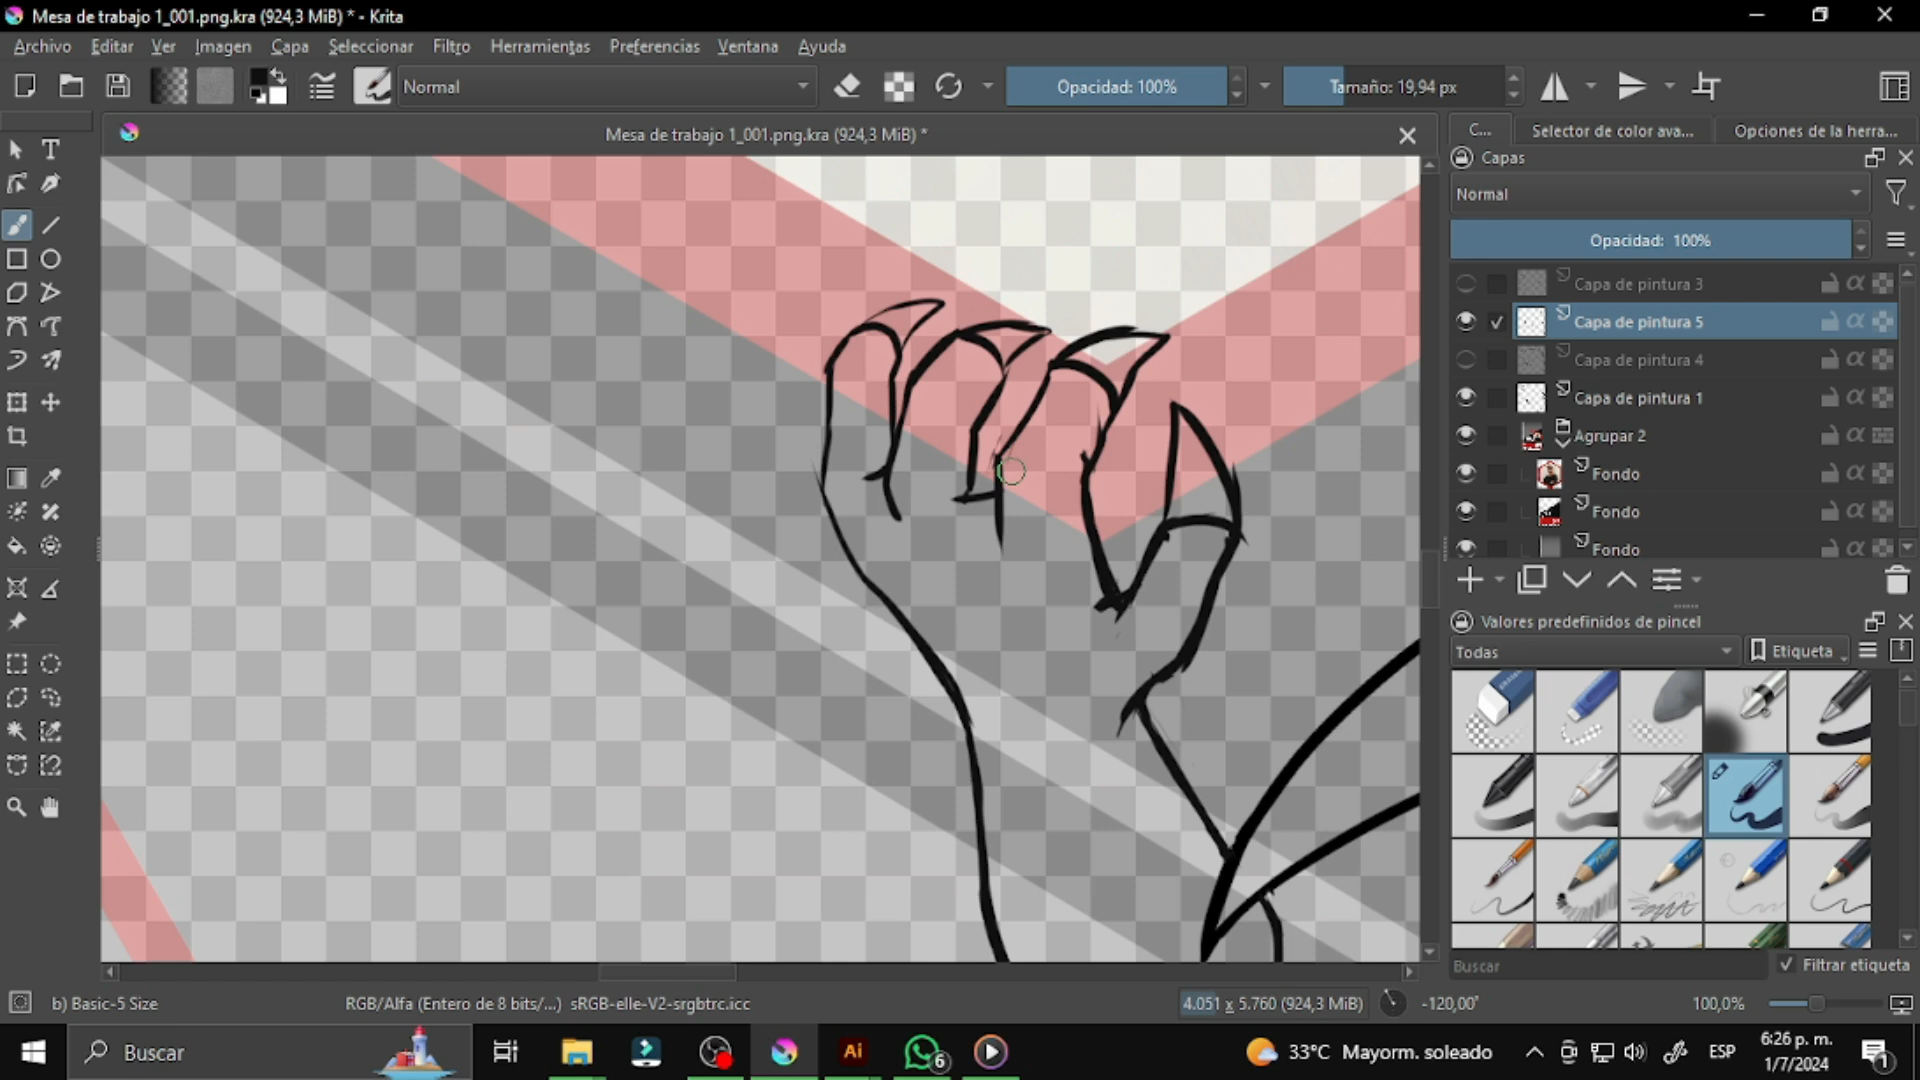 Mesa de trabajo 1_001.png.kra (924,3 MiB) * - Krita
Archivo Editar Ver Imagen Capa Seleccionar Filtro Herramientas Preferencias Ventana Ayuda
Normal Opacidad: 100% Tamaño: 19,94 px
Mesa de trabajo 1_001.png.kra (924,3 MiB) *
C... Selector de color ava... Opciones de la herra...
Capas
Normal
Opacidad: 100%
Capa de pintura 3
Capa de pintura 5
Capa de pintura 4
Capa de pintura 1
Agrupar 2
Fondo
Fondo
Fondo
Valores predefinidos de pincel
Todas Etiqueta
Buscar Filtrar etiqueta
b) Basic-5 Size RGB/Alfa (Entero de 8 bits/...) sRGB-elle-V2-srgbtrc.icc 4.051 x 5.760 (924,3 MiB) -120,00° 100,0%
Buscar Ai 6 33°C Mayorm. soleado ESP 6:26 p. m.
1/7/2024 1